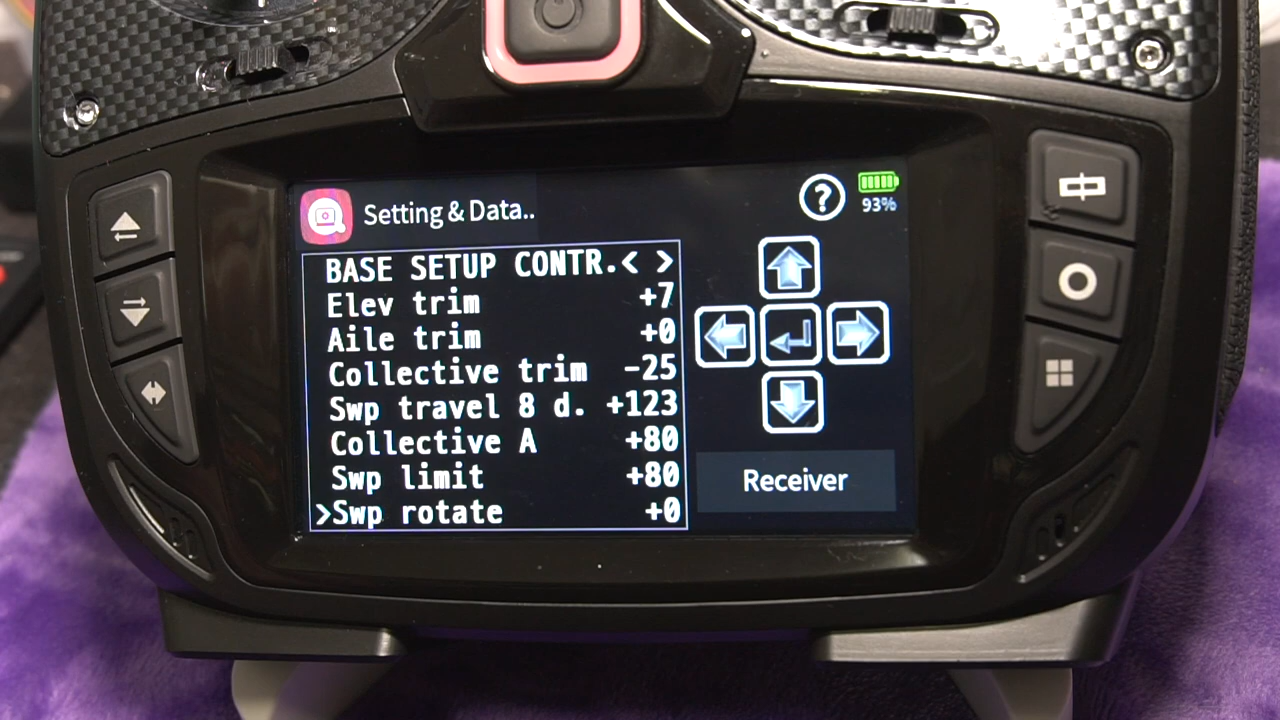 Setting & Data..
93%
BASE SETUP CONTR.< >
Elev trim +7
Aile trim +0
Collective trim -25
Swp travel 8 d. +123
Collective A +80
Swp limit +80
>Swp rotate +0
Receiver